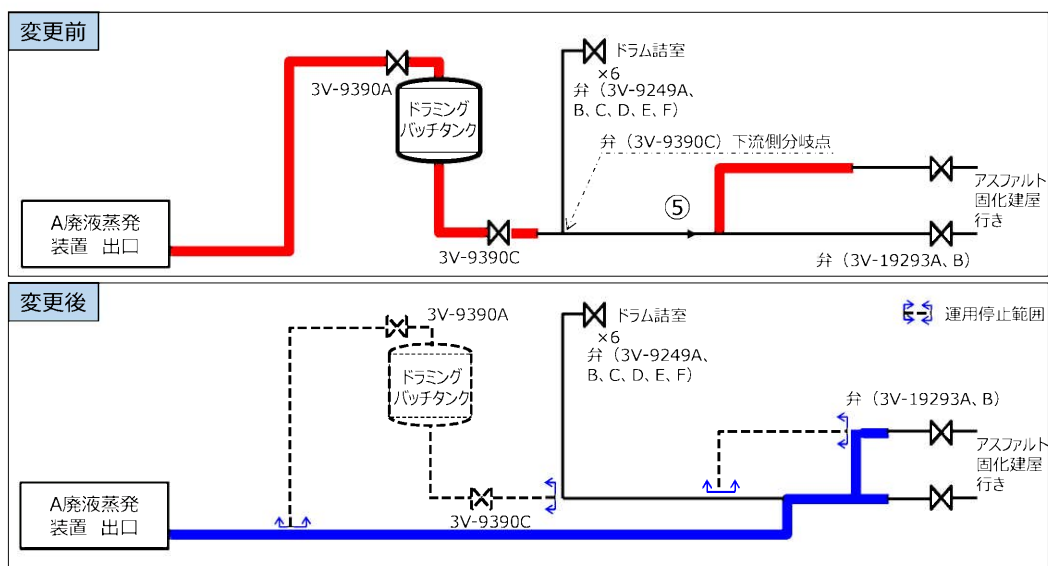 変更前
3V-9390A
ドラミング
バッチタンク
ドラム詰室
×6
弁（3V-9249A、
B、C、D、E、F）
弁（3V-9390C）下流側分岐点
⑤
アスファルト
固化建屋
行き
A廃液蒸発
装置 出口
3V-9390C
弁（3V-19293A、B）
変更後
3V-9390A
ドラミング
バッチタンク
ドラム詰室
×6
弁（3V-9249A、
B、C、D、E、F）
運用停止範囲
弁（3V-19293A、B）
アスファルト
固化建屋
行き
A廃液蒸発
装置 出口
3V-9390C